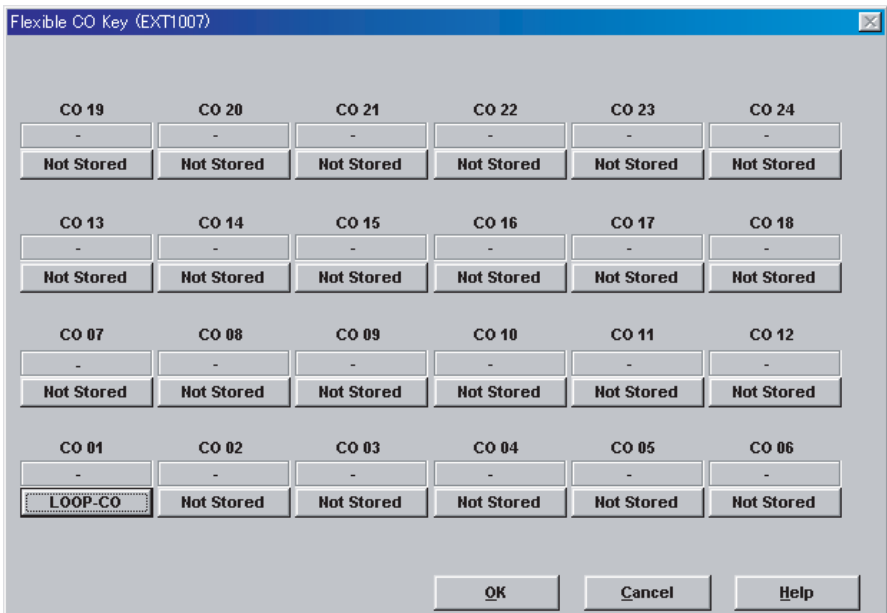 Flexible CO Key (EXT1007)
CO 19 CO 20 CO 21 CO 22 CO 23 CO 24
- - - - - -
Not Stored Not Stored Not Stored Not Stored Not Stored Not Stored
CO 13 CO 14 CO 15 CO 16 CO 17 CO 18
- - - - - -
Not Stored Not Stored Not Stored Not Stored Not Stored Not Stored
CO 07 CO 08 CO 09 CO 10 CO 11 CO 12
- - - - - -
Not Stored Not Stored Not Stored Not Stored Not Stored Not Stored
CO 01 CO 02 CO 03 CO 04 CO 05 CO 06
- - - - - -
LOOP-CO Not Stored Not Stored Not Stored Not Stored Not Stored
OK Cancel Help